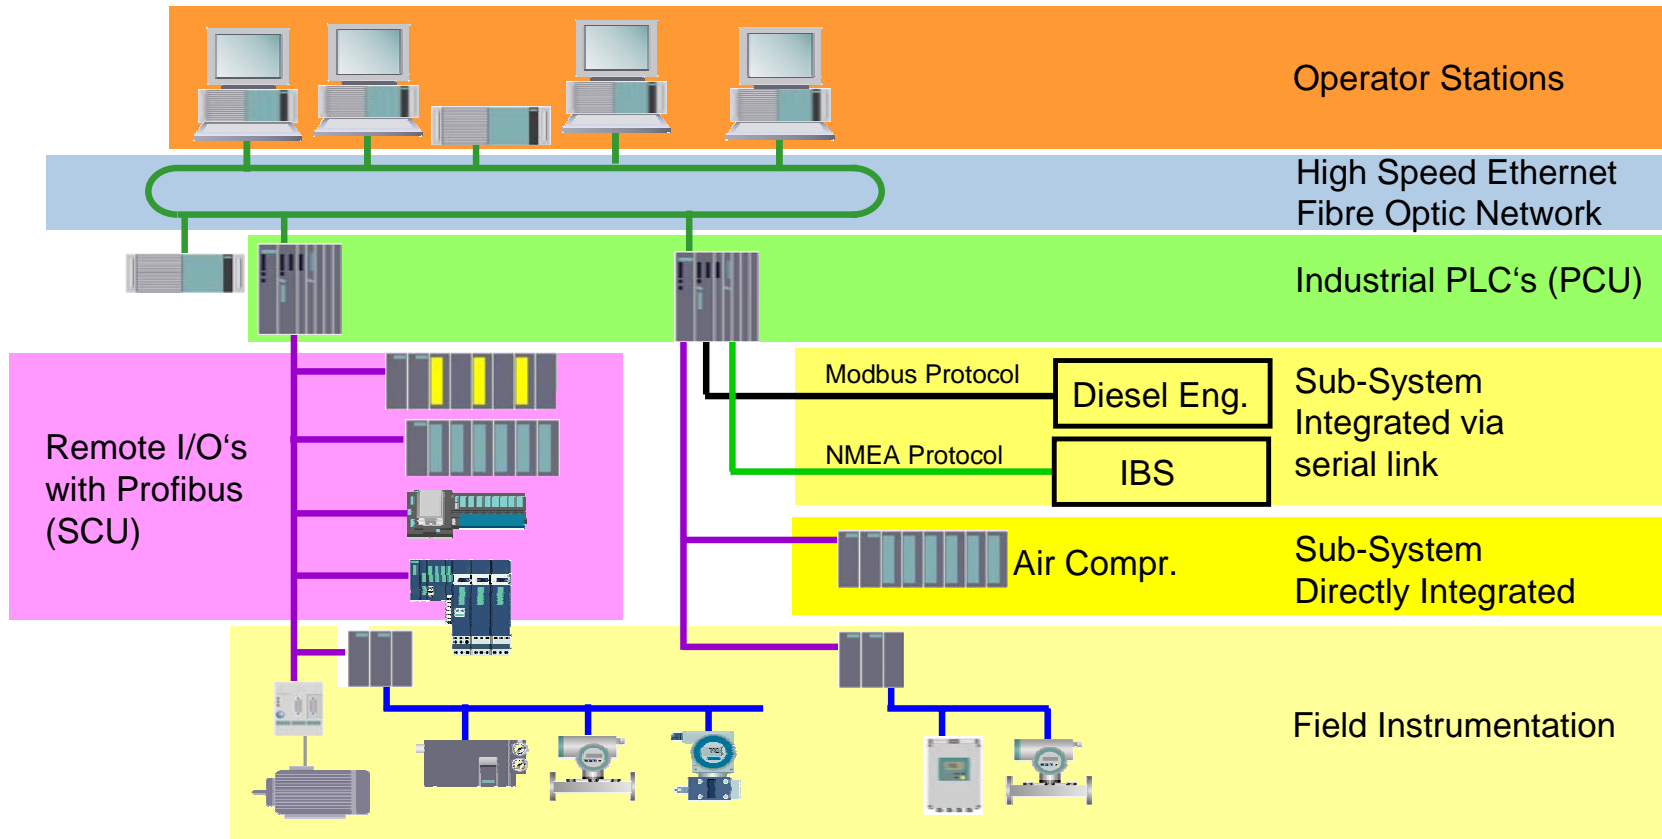 Operator Stations
High Speed Ethernet
Fibre Optic Network
Industrial PLC‘s (PCU)
Modbus Protocol
Diesel Eng.
Sub-System
Integrated via
serial link
NMEA Protocol
IBS
Remote I/O‘s
with Profibus
(SCU)
Air Compr.
Sub-System
Directly Integrated
Field Instrumentation